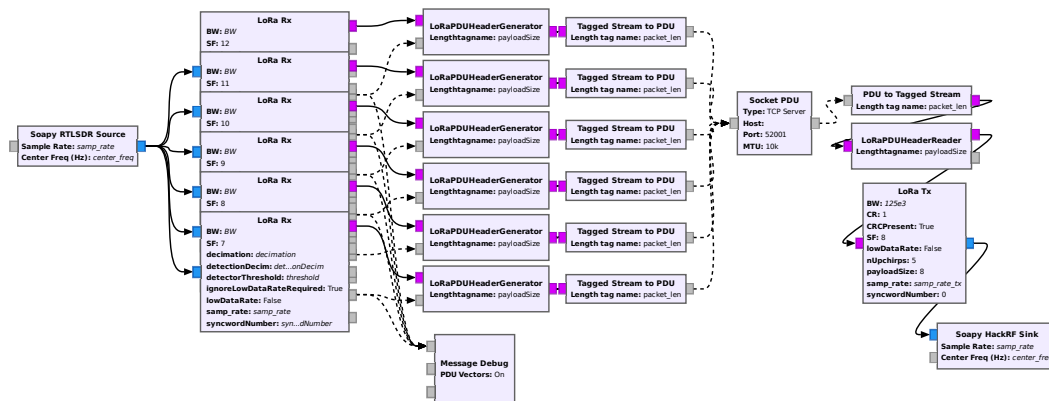 Soapy RTLSDR Source
Sample Rate: samp_rate
Center Freq (Hz): center_freq
LoRa Rx
BW: BW
SF: 12
LoRa Rx
BW: BW
SF: 11
LoRa Rx
BW: BW
SF: 10
LoRa Rx
BW: BW
SF: 9
LoRa Rx
BW: BW
SF: 8
LoRa Rx
BW: BW
SF: 7
decimation: decimation
detectionDecim: det...onDecim
detectorThreshold: threshold
ignoreLowDataRateRequired: True
lowDataRate: False
samp_rate: samp_rate
syncwordNumber: syn...dNumber
LoRaPDUHeaderGenerator
Lengthtagname: payloadSize
LoRaPDUHeaderGenerator
Lengthtagname: payloadSize
LoRaPDUHeaderGenerator
Lengthtagname: payloadSize
LoRaPDUHeaderGenerator
Lengthtagname: payloadSize
LoRaPDUHeaderGenerator
Lengthtagname: payloadSize
LoRaPDUHeaderGenerator
Lengthtagname: payloadSize
Message Debug
PDU Vectors: On
Tagged Stream to PDU
Length tag name: packet_len
Tagged Stream to PDU
Length tag name: packet_len
Tagged Stream to PDU
Length tag name: packet_len
Tagged Stream to PDU
Length tag name: packet_len
Tagged Stream to PDU
Length tag name: packet_len
Tagged Stream to PDU
Length tag name: packet_len
Socket PDU
Type: TCP Server
Host:
Port: 52001
MTU: 10k
PDU to Tagged Stream
Length tag name: packet_len
LoRaPDUHeaderReader
Lengthtagname: payloadSize
LoRa Tx
BW: 125e3
CR: 1
CRCPresent: True
SF: 8
lowDataRate: False
nUpchirps: 5
payloadSize: 8
samp_rate: samp_rate_tx
syncwordNumber: 0
Soapy HackRF Sink
Sample Rate: samp_rate
Center Freq (Hz): center_fre